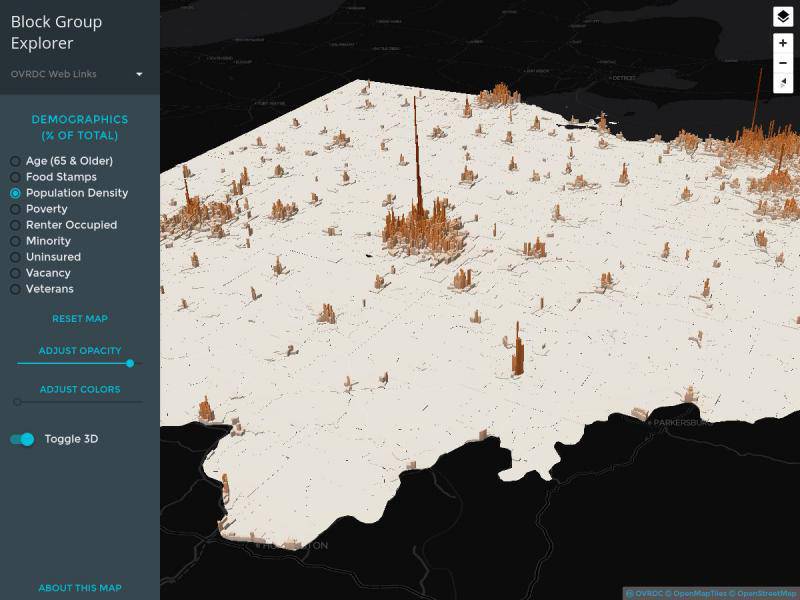 Block Group
Explorer
OVRDC Web Links
DEMOGRAPHICS
(% OF TOTAL)
Age (65 & Older)
Food Stamps
Population Density
Poverty
Renter Occupied
Minority
Uninsured
Vacancy
Veterans
RESET MAP
ADJUST OPACITY
ADJUST COLORS
Toggle 3D
ABOUT THIS MAP
DETROIT
FORT WAYNE
+
−
PARKERSBURG
© OVRDC © OpenMapTiles © OpenStreetMap